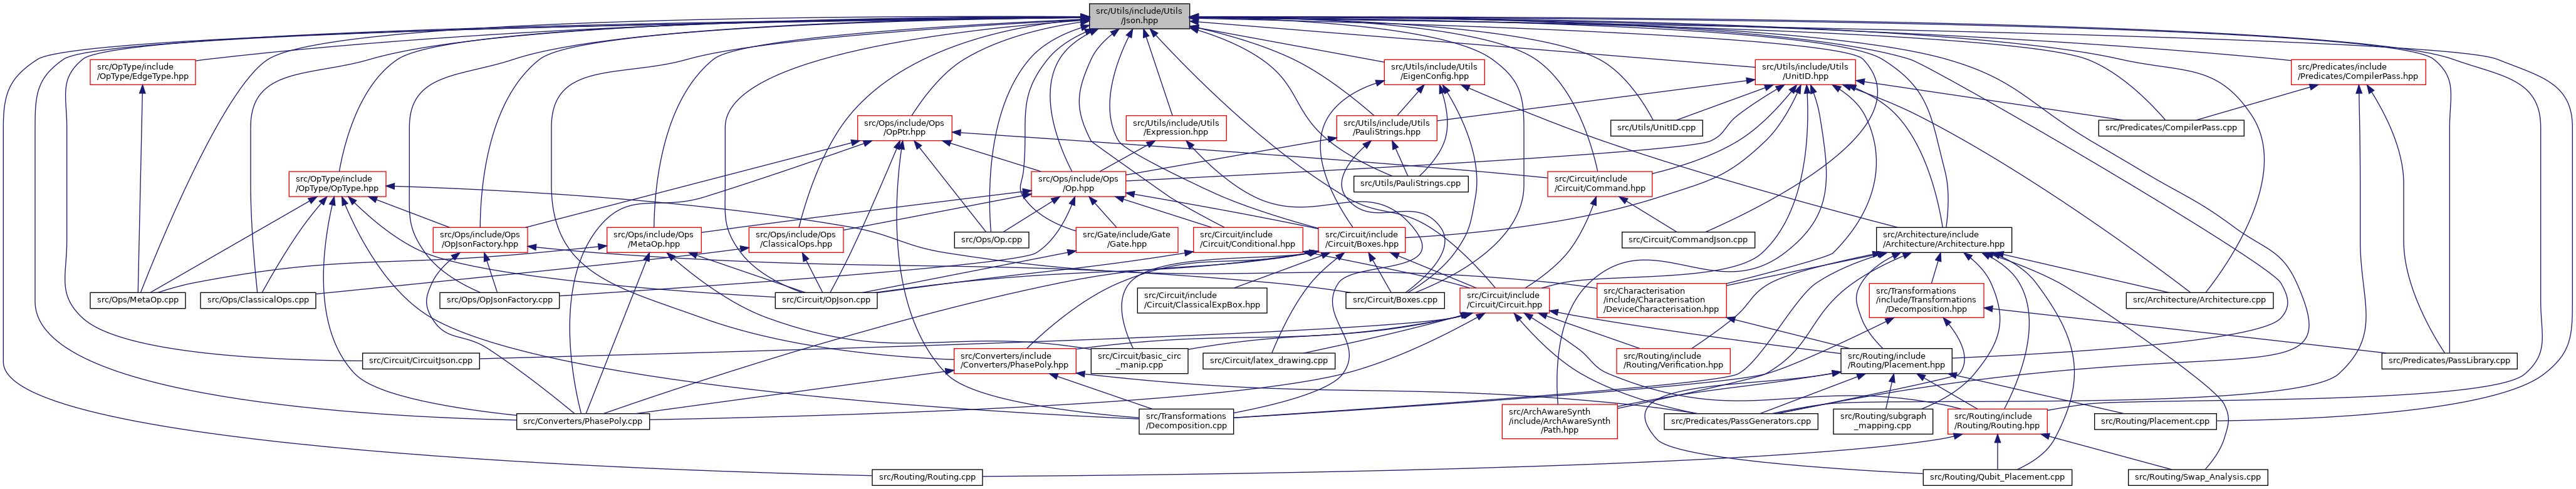 src/Utils/include/Utils
/Json.hpp
src/OpType/include
/OpType/EdgeType.hpp
src/Utils/include/Utils
/EigenConfig.hpp
src/Utils/include/Utils
/UnitID.hpp
src/Predicates/include
/Predicates/CompilerPass.hpp
src/Ops/include/Ops
/OpPtr.hpp
src/Utils/include/Utils
/Expression.hpp
src/Utils/include/Utils
/PauliStrings.hpp
src/Utils/UnitID.cpp
src/Predicates/CompilerPass.cpp
src/OpType/include
/OpType/OpType.hpp
src/Ops/include/Ops
/Op.hpp
src/Utils/PauliStrings.cpp
src/Circuit/include
/Circuit/Command.hpp
src/Ops/include/Ops
/OpJsonFactory.hpp
src/Ops/include/Ops
/MetaOp.hpp
src/Ops/include/Ops
/ClassicalOps.hpp
src/Ops/Op.cpp
src/Gate/include/Gate
/Gate.hpp
src/Circuit/include
/Circuit/Conditional.hpp
src/Circuit/include
/Circuit/Boxes.hpp
src/Circuit/CommandJson.cpp
src/Architecture/include
/Architecture/Architecture.hpp
src/Ops/MetaOp.cpp
src/Ops/ClassicalOps.cpp
src/Ops/OpJsonFactory.cpp
src/Circuit/OpJson.cpp
src/Circuit/include
/Circuit/ClassicalExpBox.hpp
src/Circuit/Boxes.cpp
src/Circuit/include
/Circuit/Circuit.hpp
src/Characterisation
/include/Characterisation
/DeviceCharacterisation.hpp
src/Transformations
/include/Transformations
/Decomposition.hpp
src/Architecture/Architecture.cpp
src/Circuit/CircuitJson.cpp
src/Converters/include
/Converters/PhasePoly.hpp
src/Circuit/basic_circ
_manip.cpp
src/Circuit/latex_drawing.cpp
src/Routing/include
/Routing/Verification.hpp
src/Routing/include
/Routing/Placement.hpp
src/Predicates/PassLibrary.cpp
src/Converters/PhasePoly.cpp
src/Transformations
/Decomposition.cpp
src/ArchAwareSynth
/include/ArchAwareSynth
/Path.hpp
src/Predicates/PassGenerators.cpp
src/Routing/subgraph
_mapping.cpp
src/Routing/include
/Routing/Routing.hpp
src/Routing/Placement.cpp
src/Routing/Routing.cpp
src/Routing/Qubit_Placement.cpp
src/Routing/Swap_Analysis.cpp